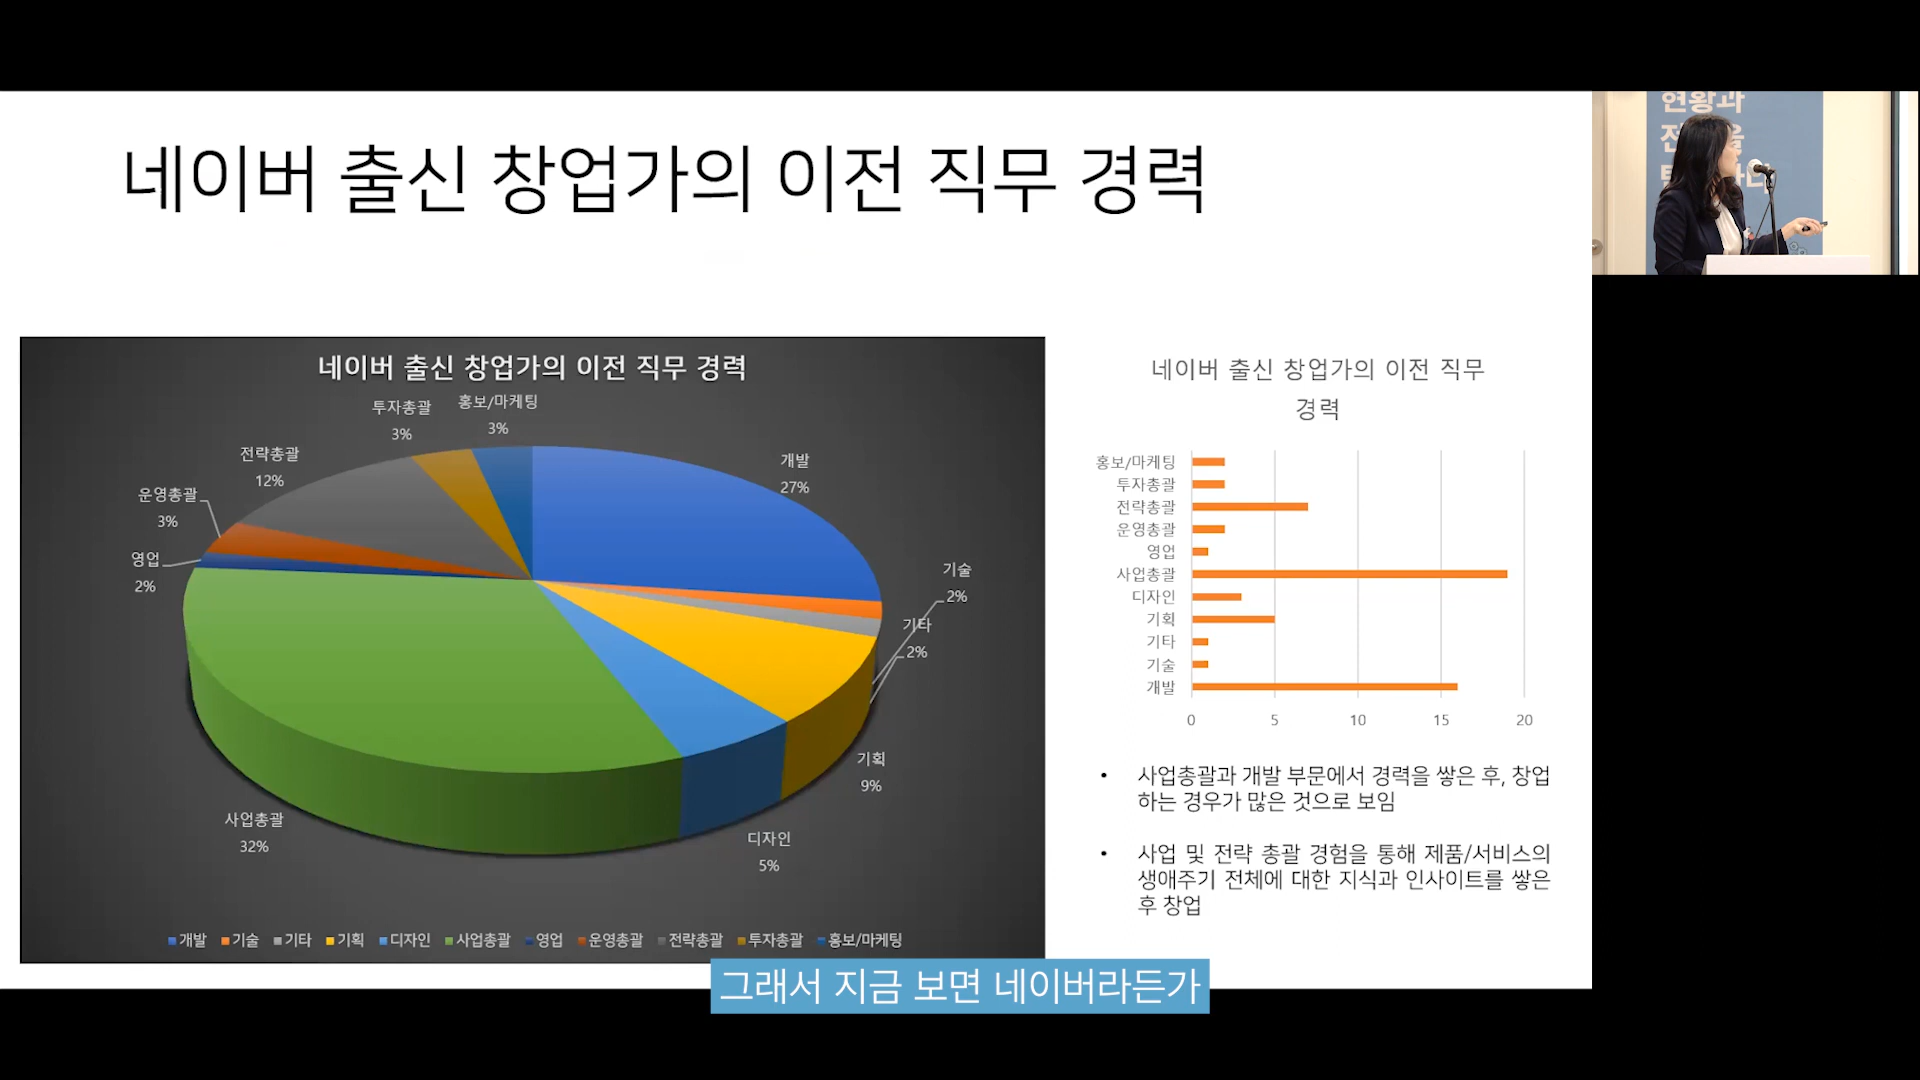 네이버 출신 창업가의 이전 직무 경력
현황과
네이버 출신 창업가의 이전 직무 경력
투자총괄
3%
홍보/마케팅
3%
전략총괄
12%
개발
27%
운영총괄
3%
영업
2%
기술
2%
기타
2%
기획
9%
사업총괄
32%
디자인
5%
개발 기술 기타 기획 디자인 사업총괄 영업 운영총괄 전략총괄 투자총괄 홍보/마케팅
네이버 출신 창업가의 이전 직무
경력
홍보/마케팅
투자총괄
전략총괄
운영총괄
영업
사업총괄
디자인
기획
기타
기술
개발
0 5 10 15 20
• 사업총괄과 개발 부문에서 경력을 쌓은 후, 창업
하는 경우가 많은 것으로 보임
• 사업 및 전략 총괄 경험을 통해 제품/서비스의
생애주기 전체에 대한 지식과 인사이트를 쌓은
후 창업
그래서 지금 보면 네이버라든가